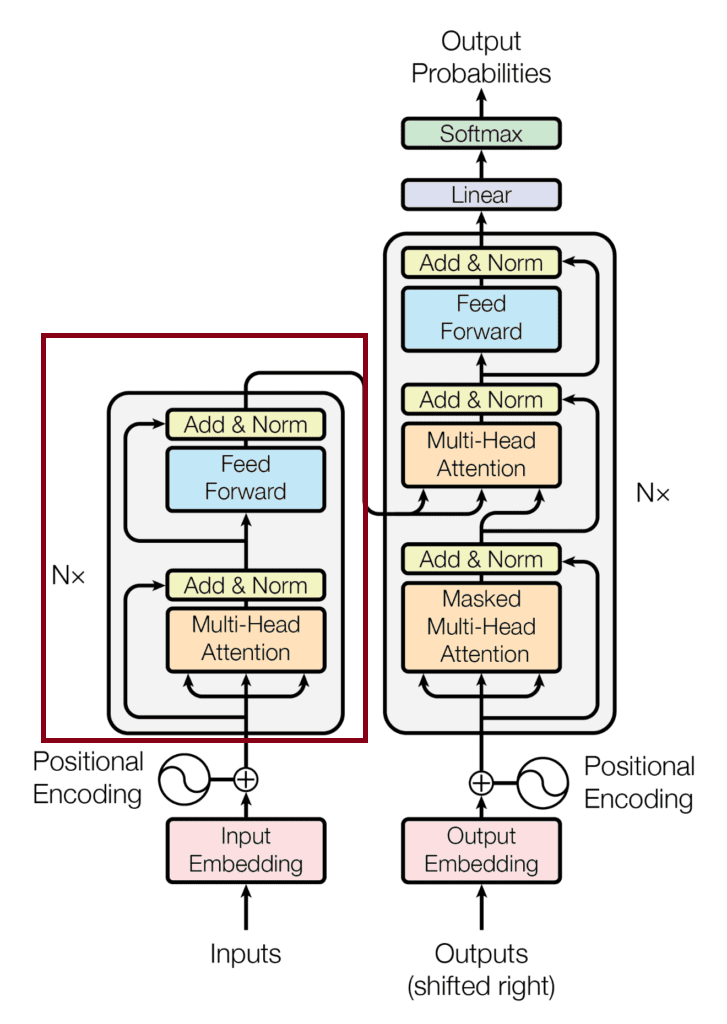 Output
Probabilities
Softmax
Linear
Add & Norm
Feed
Forward
Add & Norm
Multi-Head
Attention
Nx
Add & Norm
Masked
Multi-Head
Attention
Add & Norm
Feed
Forward
Nx
Add & Norm
Multi-Head
Attention
Positional
Encoding
Positional
Encoding
Input
Embedding
Output
Embedding
Inputs
Outputs
(shifted right)